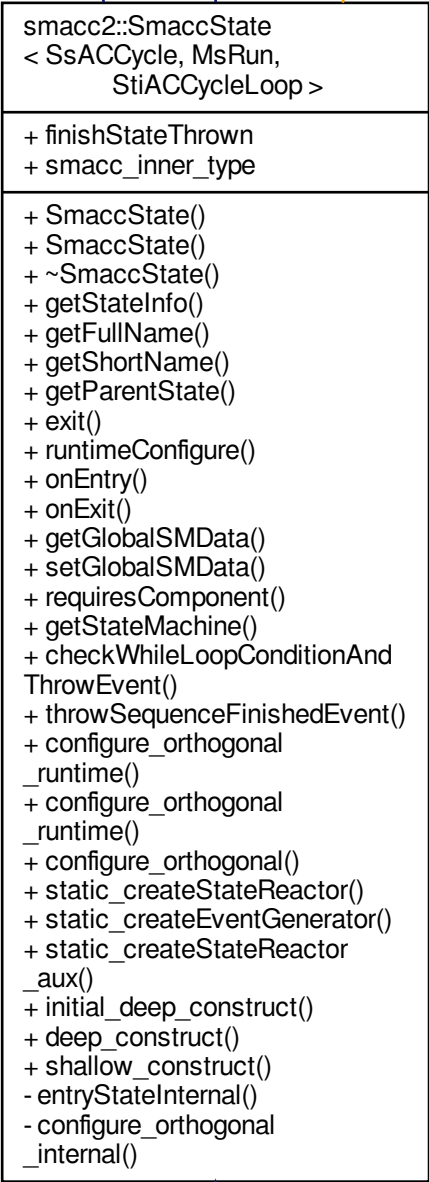 smacc2::SmaccState
< SsACCycle, MsRun,
StiACCycleLoop >
+ finishStateThrown
+ smacc_inner_type
+ SmaccState()
+ SmaccState()
+ ~SmaccState()
+ getStateInfo()
+ getFullName()
+ getShortName()
+ getParentState()
+ exit()
+ runtimeConfigure()
+ onEntry()
+ onExit()
+ getGlobalSMData()
+ setGlobalSMData()
+ requiresComponent()
+ getStateMachine()
+ checkWhileLoopConditionAnd
ThrowEvent()
+ throwSequenceFinishedEvent()
+ configure_orthogonal
_runtime()
+ configure_orthogonal
_runtime()
+ configure_orthogonal()
+ static_createStateReactor()
+ static_createEventGenerator()
+ static_createStateReactor
_aux()
+ initial_deep_construct()
+ deep_construct()
+ shallow_construct()
- entryStateInternal()
- configure_orthogonal
_internal()